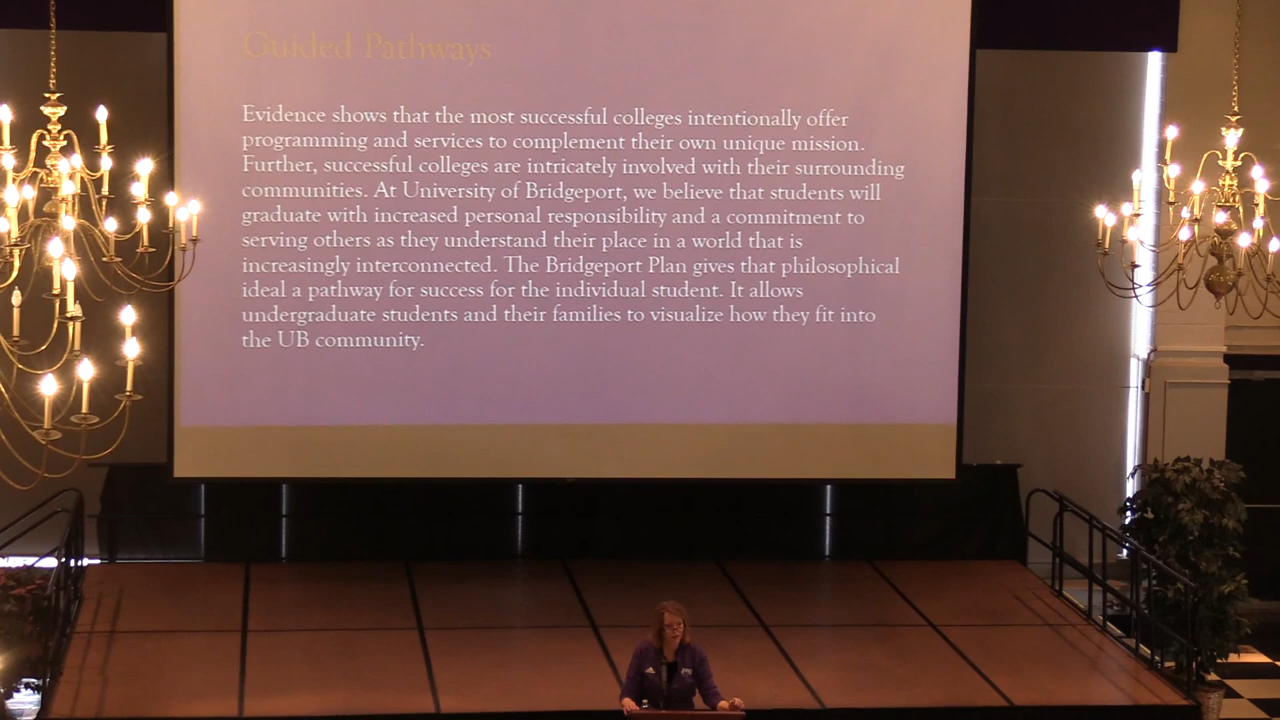 Guided Pathways
Evidence shows that the most successful colleges intentionally offer
programming and services to complement their own unique mission.
Further, successful colleges are intricately involved with their surrounding
communities. At University of Bridgeport, we believe that students will
graduate with increased personal responsibility and a commitment to
serving others as they understand their place in a world that is
increasingly interconnected. The Bridgeport Plan gives that philosophical
ideal a pathway for success for the individual student. It allows
undergraduate students and their families to visualize how they fit into
the UB community.